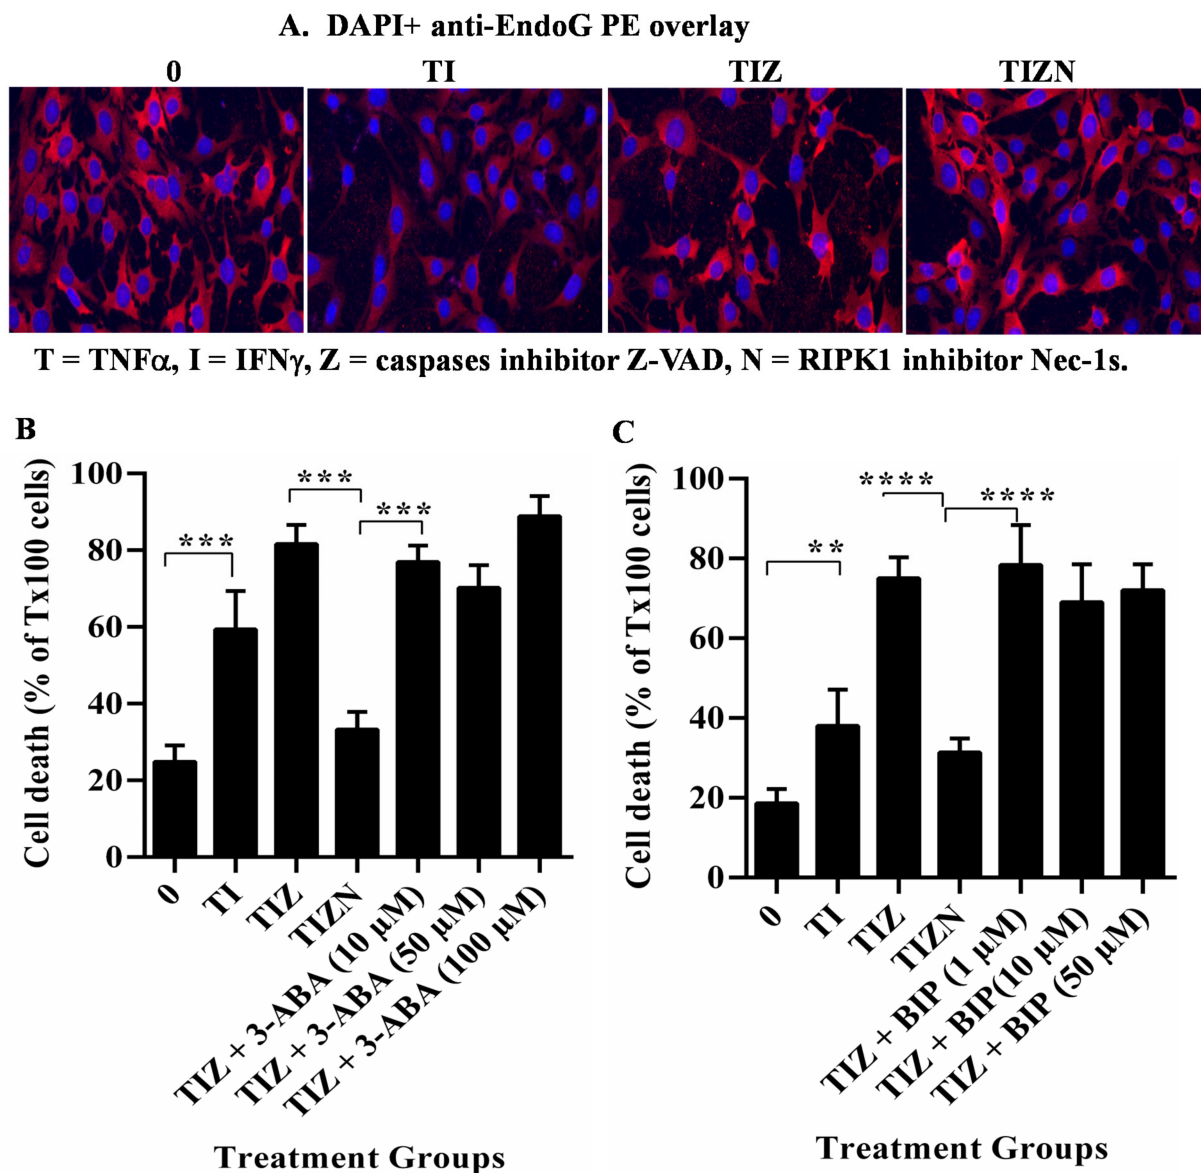 A. DAPI+ anti-EndoG PE overlay
0 TI TIZ TIZN
T = TNFα, I = IFNγ, Z = caspases inhibitor Z-VAD, N = RIPK1 inhibitor Nec-1s.
B
Cell death (% of Tx100 cells)
100
80
60
40
20
0
***
***
***
0
TI
TIZ
TIZN
TIZ + 3-ABA (10 μM)
TIZ + 3-ABA (50 μM)
TIZ + 3-ABA (100 μM)
Treatment Groups
C
Cell death (% of Tx100 cells)
100
80
60
40
20
0
**
****
****
0
TI
TIZ
TIZN
TIZ + BIP (1 μM)
TIZ + BIP(10 μM)
TIZ + BIP (50 μM)
Treatment Groups